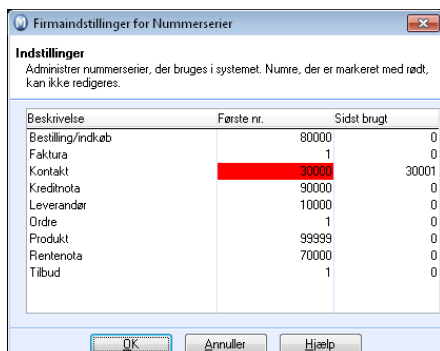 Firmaindstillinger for Nummerserier
Indstillinger
Administrer nummerserier, der bruges i systemet. Numre, der er markeret med rødt,
kan ikke redigeres.
Beskrivelse Første nr. Sidst brugt
Bestilling/indkøb 80000 0
Faktura 1 0
Kontakt 30000 30001
Kreditnota 90000 0
Leverandør 10000 0
Ordre 1 0
Produkt 99999 0
Rentenota 70000 0
Tilbud 1 0
OK Annuller Hjælp